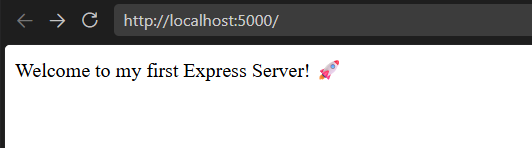 http://localhost:5000/
Welcome to my first Express Server! 🚀